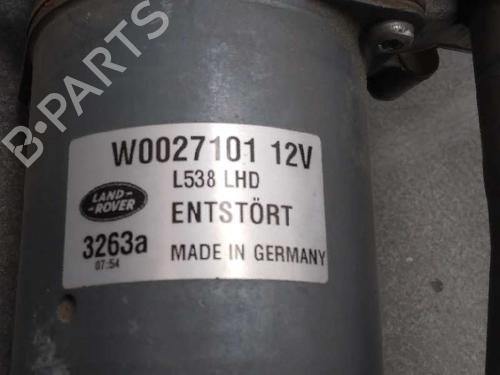 B-PARTS
W0027101 12V
L538 LHD
LAND-
-ROVER
ENTSTÖRT
3263a
07:54
MADE IN GERMANY